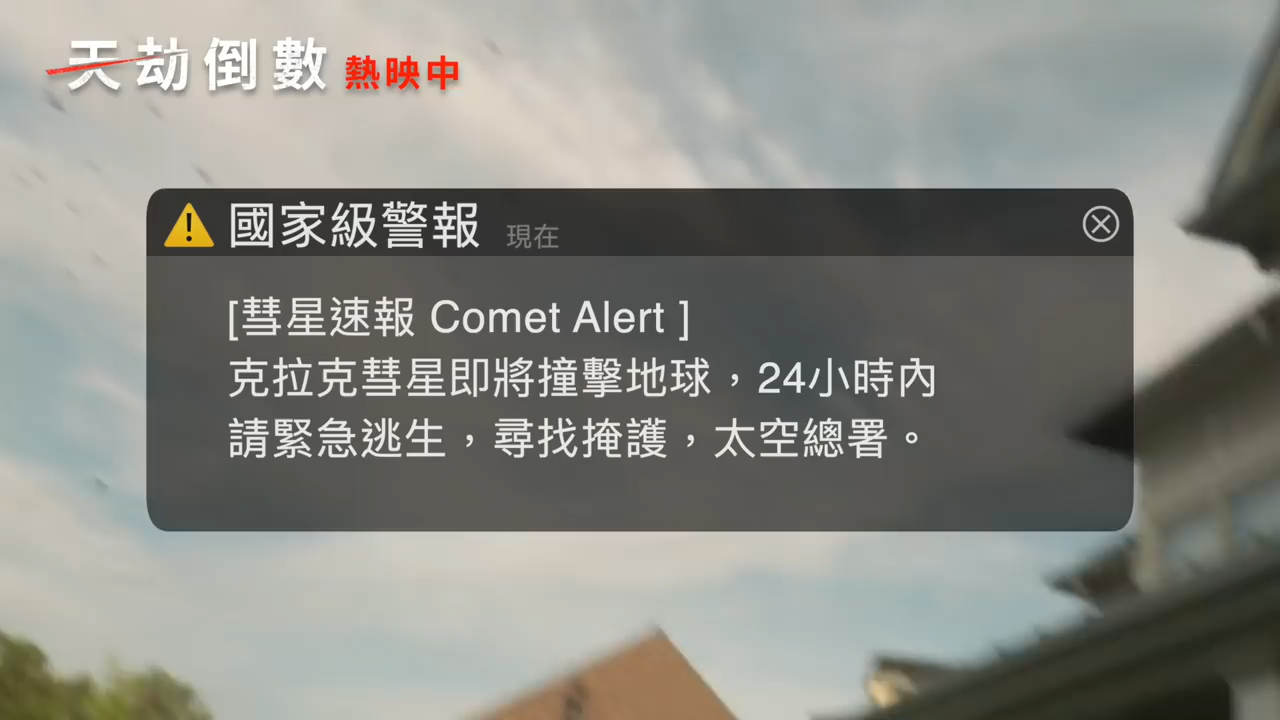 天劫倒數 熱映中
國家級警報 現在
[彗星速報 Comet Alert ]
克拉克彗星即將撞擊地球，24小時內
請緊急逃生，尋找掩護，太空總署。